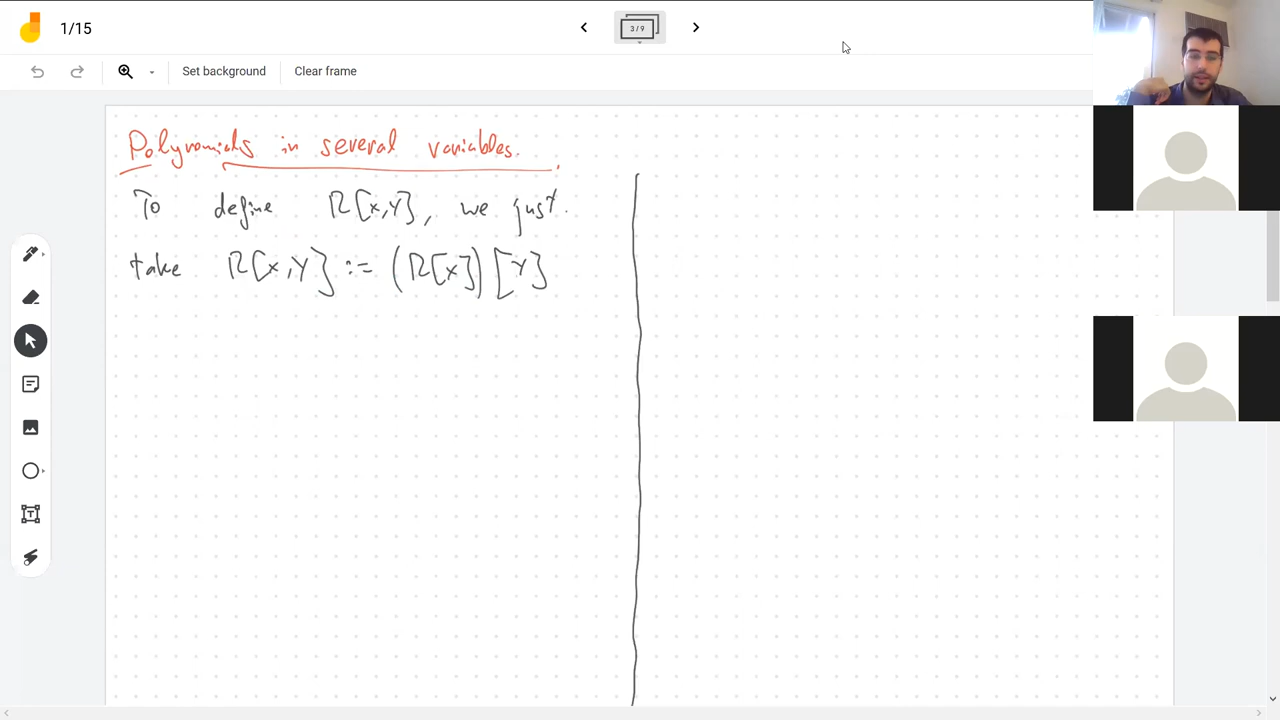 1/15
3/9
Set background
Clear frame
Polynomials in several variables.
To define R[x,Y], we just.
take R[x,Y] := (R[x])[Y]